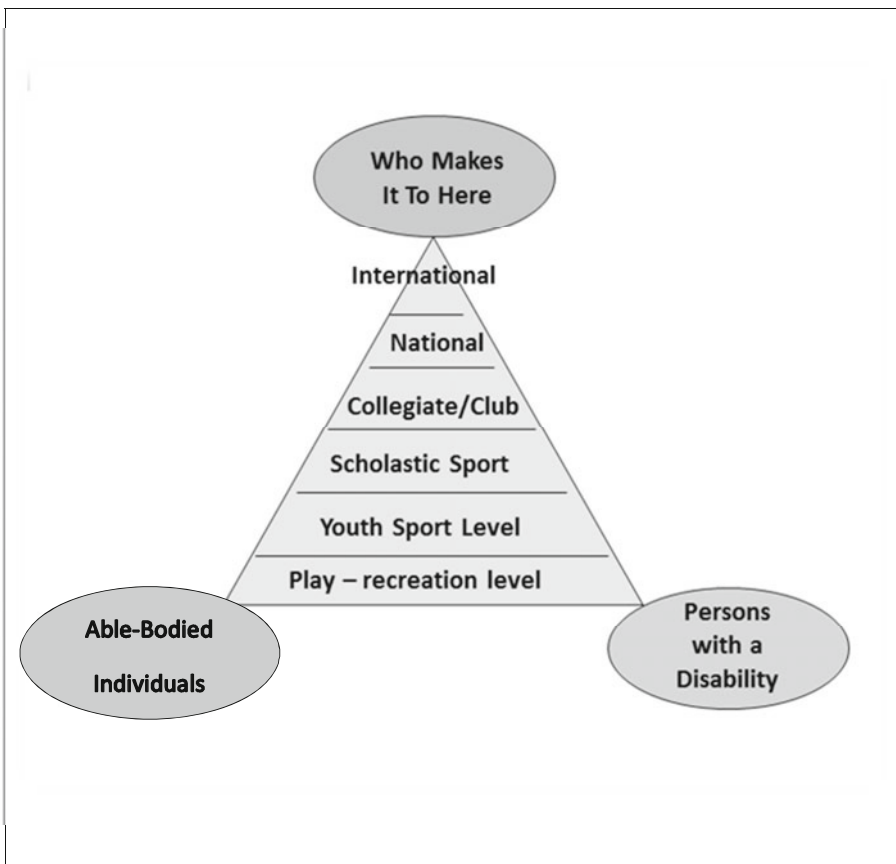 Who Makes
It To Here
International
National
Collegiate/Club
Scholastic Sport
Youth Sport Level
Play – recreation level
Able-Bodied
Individuals
Persons
with a
Disability